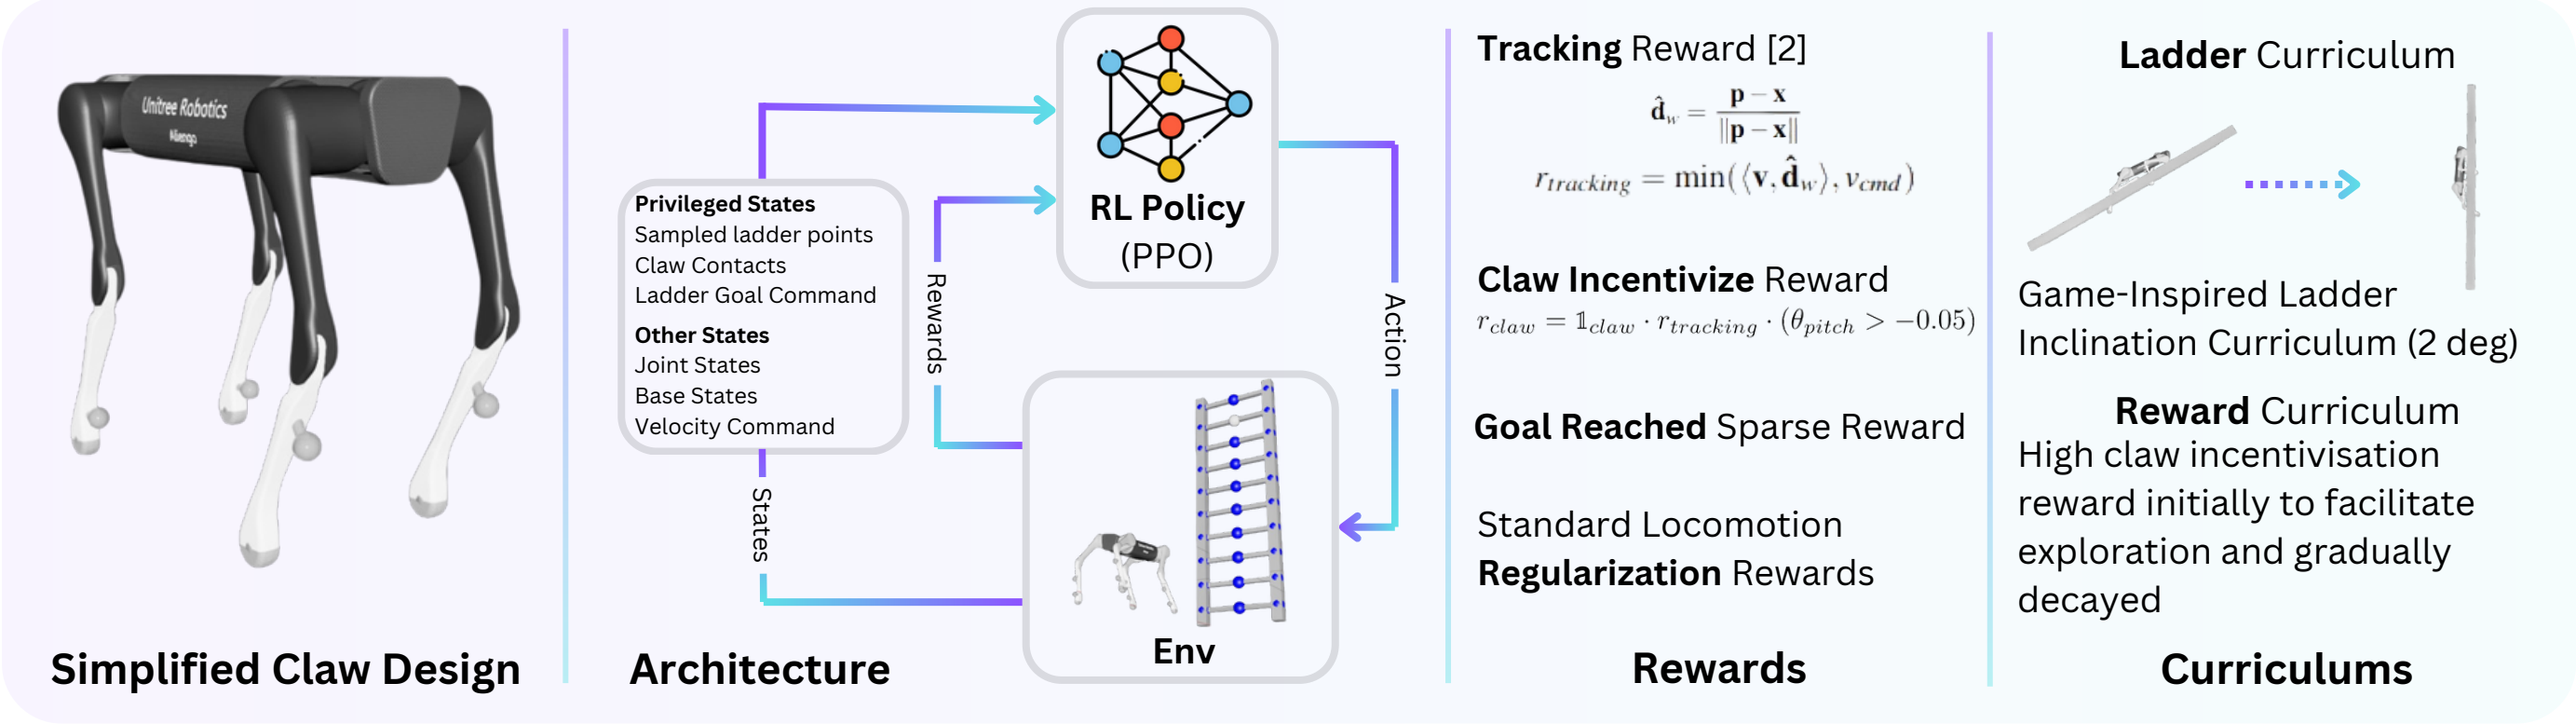 Unitree Robotics
Aliengo
Simplified Claw Design
Privileged States
Sampled ladder points
Claw Contacts
Ladder Goal Command
Other States
Joint States
Base States
Velocity Command
States
Rewards
RL Policy
(PPO)
Action
Env
Architecture
Tracking Reward [2]
d̂_w = (p − x) / ‖p − x‖
r_tracking = min(⟨v, d̂_w⟩, v_cmd)
Claw Incentivize Reward
r_claw = 𝟙_claw · r_tracking · (θ_pitch > −0.05)
Goal Reached Sparse Reward
Standard Locomotion
Regularization Rewards
Rewards
Ladder Curriculum
Game-Inspired Ladder
Inclination Curriculum (2 deg)
Reward Curriculum
High claw incentivisation
reward initially to facilitate
exploration and gradually
decayed
Curriculums